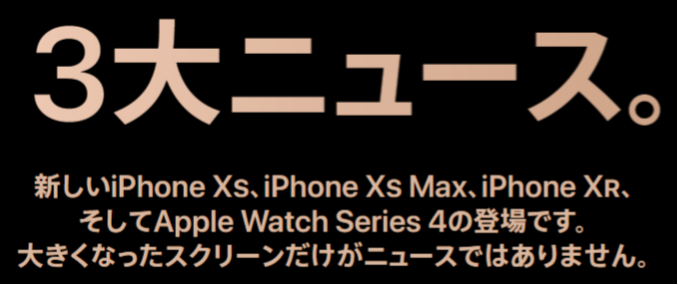 3大ニュース。
新しいiPhone XS、iPhone XS Max、iPhone XR、
そしてApple Watch Series 4の登場です。
大きくなったスクリーンだけがニュースではありません。